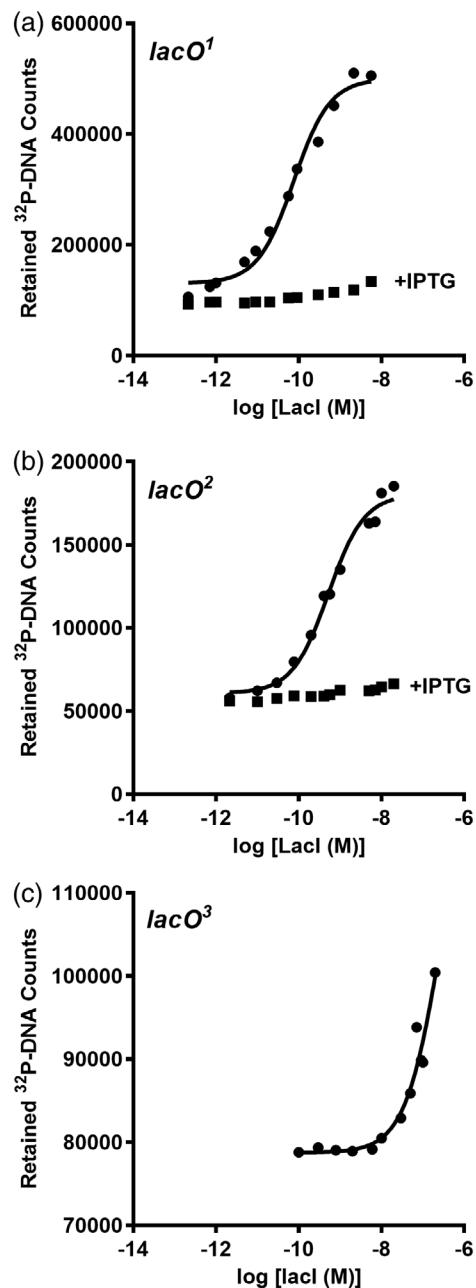 (a)
lacO¹
600000
400000
200000
0
Retained ³²P-DNA Counts
+IPTG
-14 -12 -10 -8 -6
log [LacI (M)]
(b)
lacO²
200000
150000
100000
50000
0
Retained ³²P-DNA Counts
+IPTG
-14 -12 -10 -8 -6
log [LacI (M)]
(c)
lacO³
110000
100000
90000
80000
70000
Retained ³²P-DNA Counts
-14 -12 -10 -8 -6
log [lacI (M)]